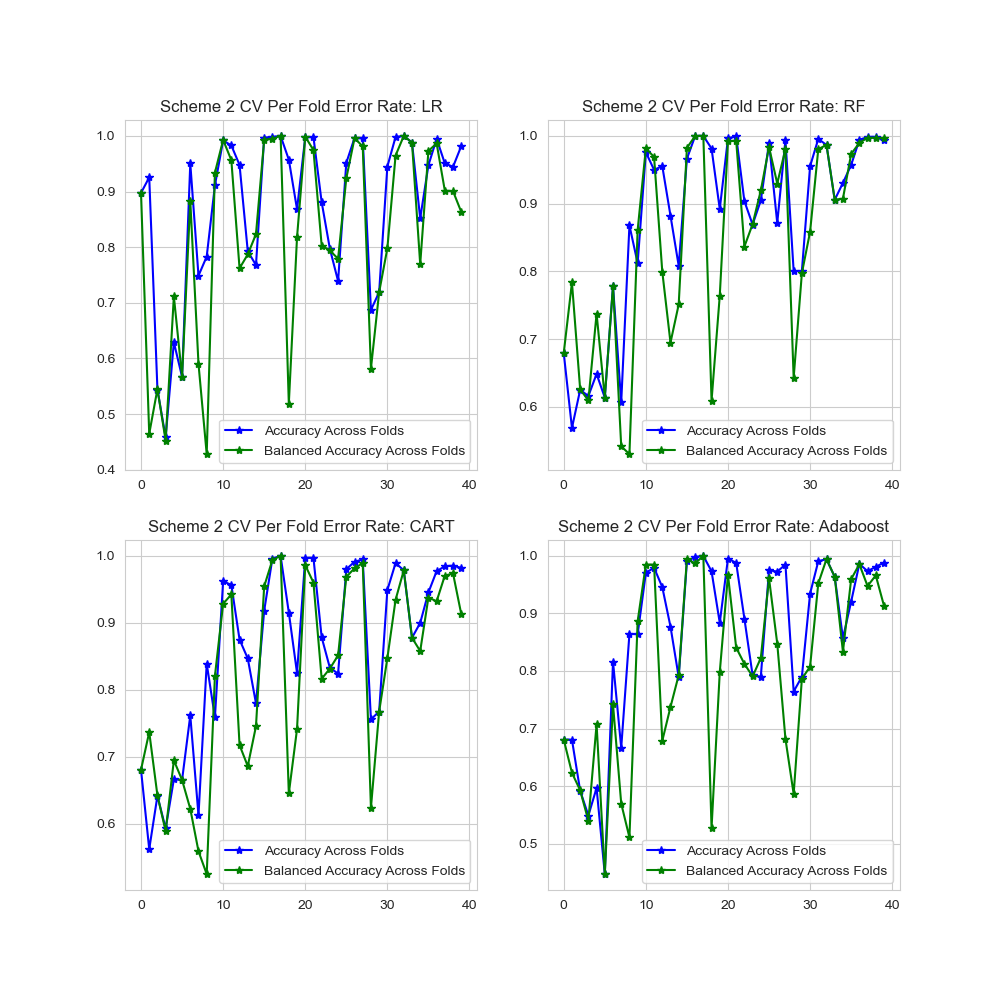 Scheme 2 CV Per Fold Error Rate: LR
1.0
0.9
0.8
0.7
0.6
0.5
0.4
0 10 20 30 40
Accuracy Across Folds
Balanced Accuracy Across Folds
Scheme 2 CV Per Fold Error Rate: RF
1.0
0.9
0.8
0.7
0.6
0 10 20 30 40
Accuracy Across Folds
Balanced Accuracy Across Folds
Scheme 2 CV Per Fold Error Rate: CART
1.0
0.9
0.8
0.7
0.6
0 10 20 30 40
Accuracy Across Folds
Balanced Accuracy Across Folds
Scheme 2 CV Per Fold Error Rate: Adaboost
1.0
0.9
0.8
0.7
0.6
0.5
0 10 20 30 40
Accuracy Across Folds
Balanced Accuracy Across Folds